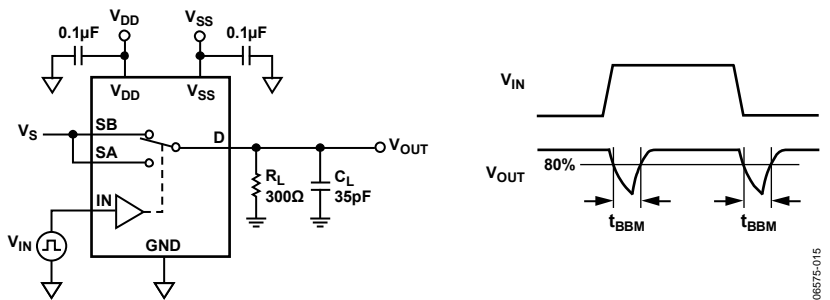 VDD
VSS
0.1µF
0.1µF
VDD
VSS
VS
SB
D
VOUT
SA
RL
300Ω
CL
35pF
IN
VIN
GND
VIN
VOUT
80%
tBBM
tBBM
06575-015